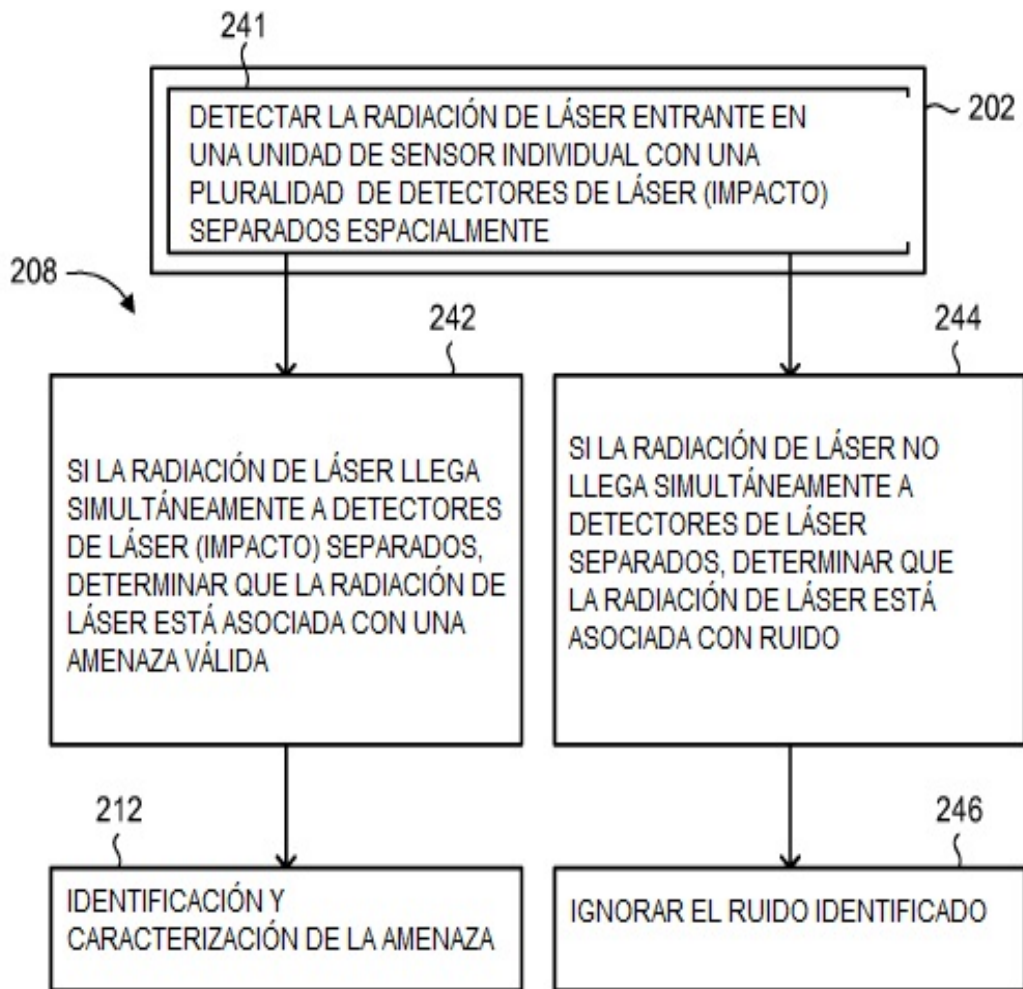 241
202
DETECTAR LA RADIACIÓN DE LÁSER ENTRANTE EN
UNA UNIDAD DE SENSOR INDIVIDUAL CON UNA
PLURALIDAD DE DETECTORES DE LÁSER (IMPACTO)
SEPARADOS ESPACIALMENTE
208
242
244
SI LA RADIACIÓN DE LÁSER LLEGA
SIMULTÁNEAMENTE A DETECTORES
DE LÁSER (IMPACTO) SEPARADOS,
DETERMINAR QUE LA RADIACIÓN DE
LÁSER ESTÁ ASOCIADA CON UNA
AMENAZA VÁLIDA
SI LA RADIACIÓN DE LÁSER NO
LLEGA SIMULTÁNEAMENTE A
DETECTORES DE LÁSER
SEPARADOS, DETERMINAR QUE
LA RADIACIÓN DE LÁSER ESTÁ
ASOCIADA CON RUIDO
212
246
IDENTIFICACIÓN Y
CARACTERIZACIÓN DE LA AMENAZA
IGNORAR EL RUIDO IDENTIFICADO